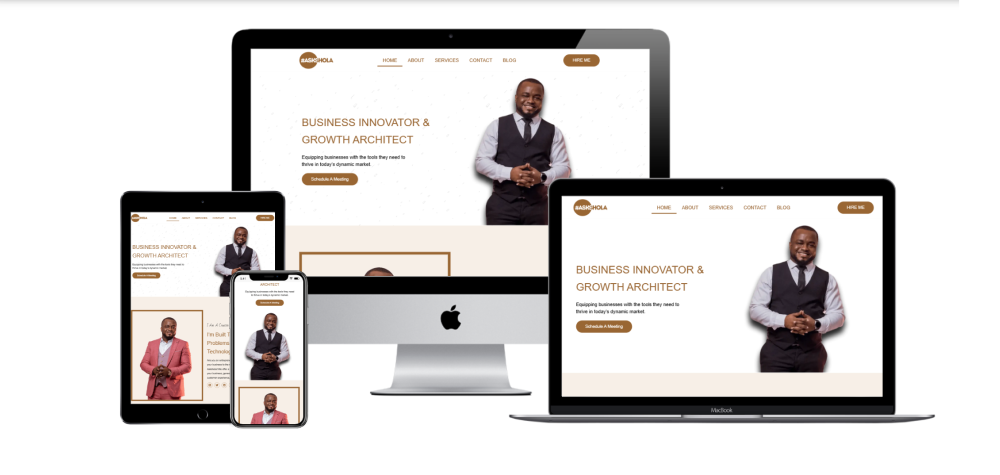 #ASKSHOLA
HOME ABOUT SERVICES CONTACT BLOG
HIRE ME
BUSINESS INNOVATOR &
GROWTH ARCHITECT
Equipping businesses with the tools they need to
thrive in today's dynamic market.
Schedule A Meeting
#ASKSHOLA
HOME ABOUT SERVICES CONTACT BLOG
HIRE ME
BUSINESS INNOVATOR &
GROWTH ARCHITECT
Equipping businesses with the tools they need to
thrive in today's dynamic market.
Schedule A Meeting
I'm Built T
Problems
Technolog
ARCHITECT
Equipping businesses with the tools they need
to thrive in today's dynamic market.
Schedule A Meeting
#ASKSHOLA
HOME ABOUT SERVICES CONTACT BLOG
HIRE ME
BUSINESS INNOVATOR &
GROWTH ARCHITECT
Equipping businesses with the tools they need to
thrive in today's dynamic market.
Schedule A Meeting
MacBook